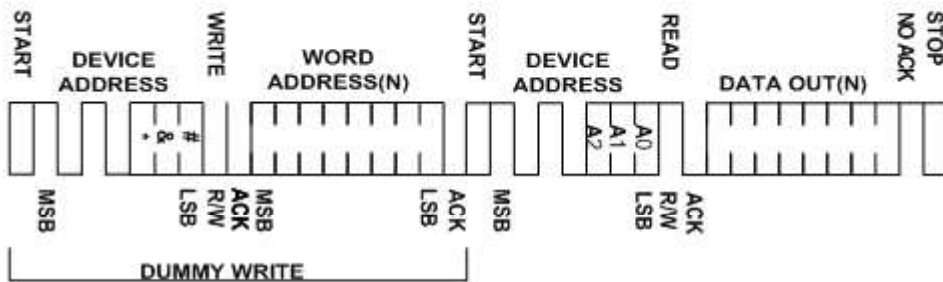 START
DEVICE
ADDRESS
WRITE
WORD
ADDRESS(N)
START
DEVICE
ADDRESS
READ
DATA OUT(N)
NO ACK
STOP
* & #
A2 A1 A0
MSB
LSB
R/W
ACK
MSB
LSB
ACK
MSB
LSB
R/W
ACK
DUMMY WRITE